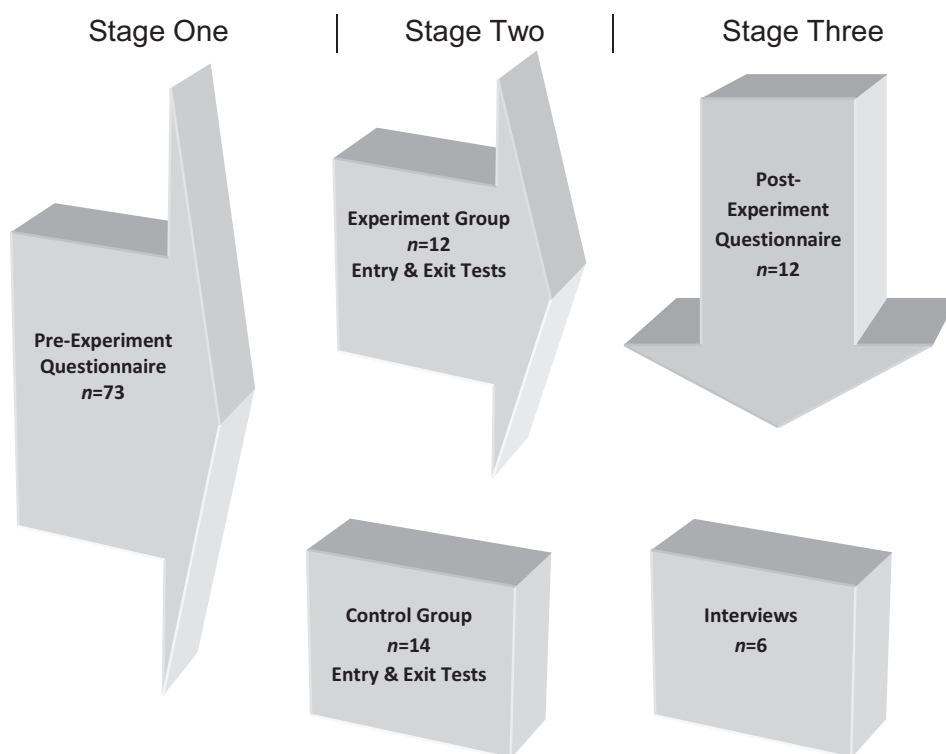 Stage One
Stage Two
Stage Three
Pre-Experiment
Questionnaire
n=73
Experiment Group
n=12
Entry & Exit Tests
Post-
Experiment
Questionnaire
n=12
Control Group
n=14
Entry & Exit Tests
Interviews
n=6